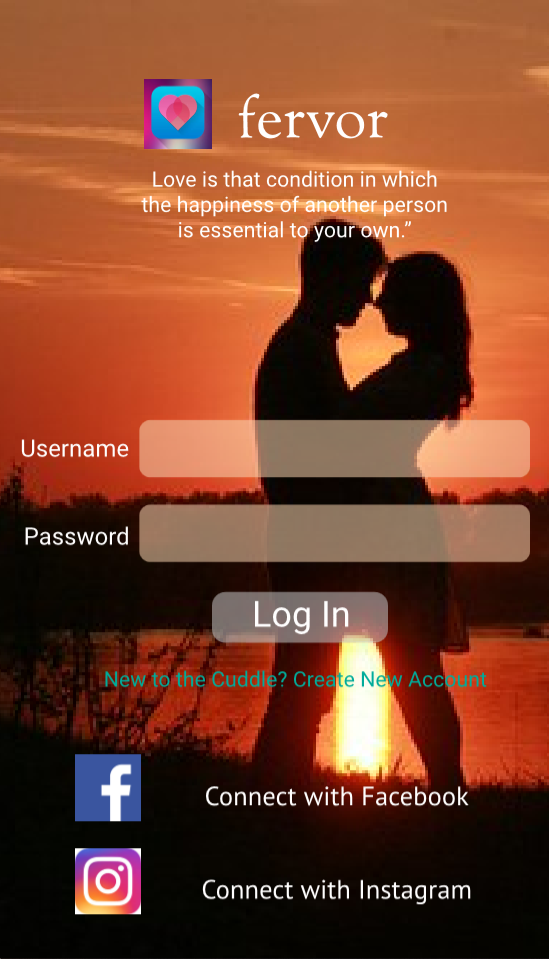 fervor
Love is that condition in which
the happiness of another person
is essential to your own.”
Username
Password
Log In
New to the Cuddle? Create New Account
Connect with Facebook
Connect with Instagram